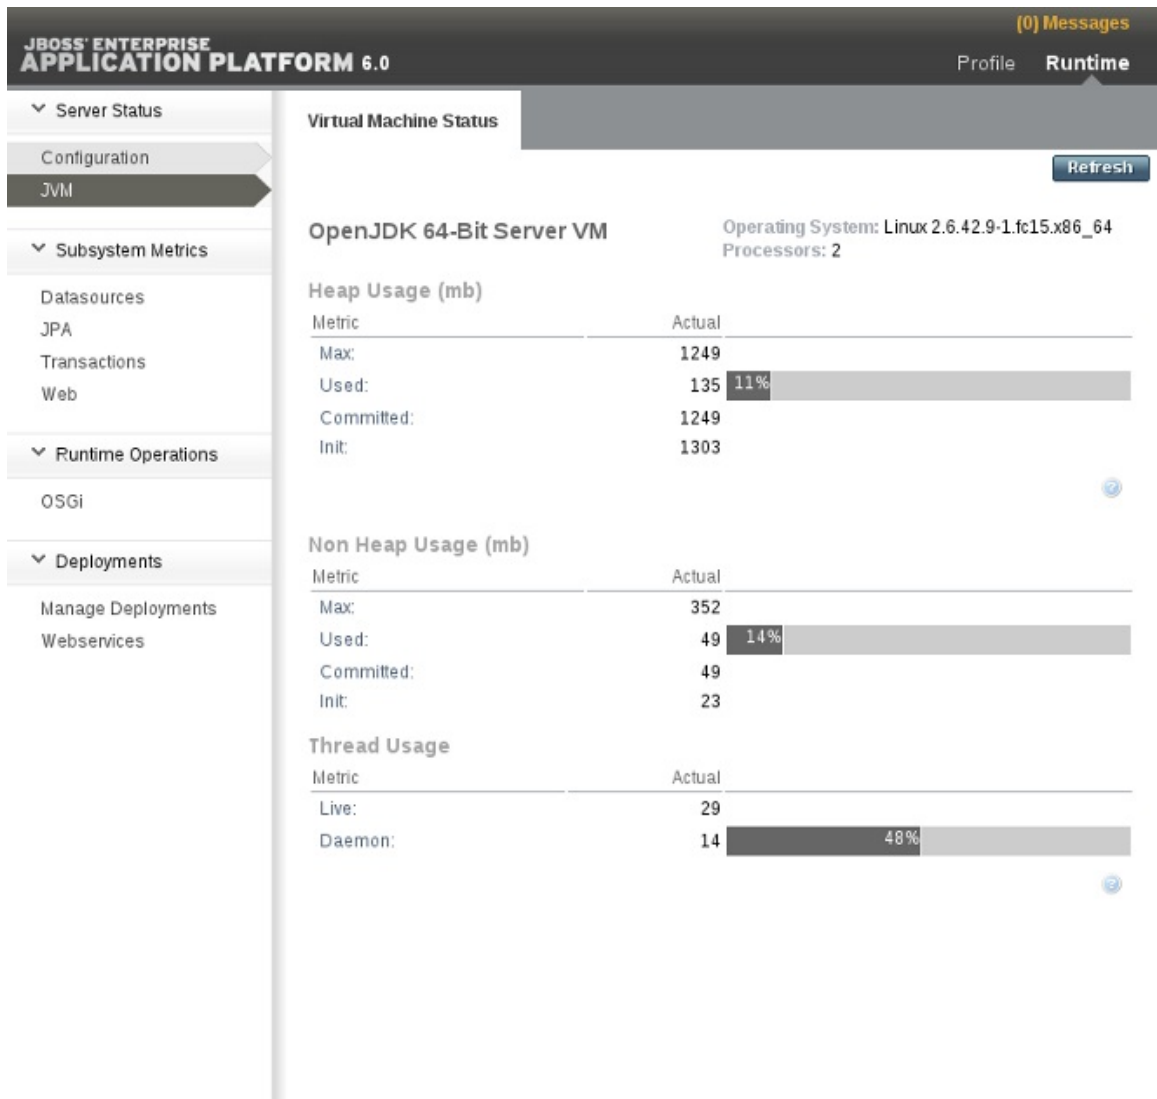 (0) Messages
JBOSS' ENTERPRISE
APPLICATION PLATFORM 6.0
Profile Runtime
Server Status
Configuration
JVM
Subsystem Metrics
Datasources
JPA
Transactions
Web
Runtime Operations
OSGi
Deployments
Manage Deployments
Webservices
Virtual Machine Status
Refresh
OpenJDK 64-Bit Server VM
Operating System: Linux 2.6.42.9-1.fc15.x86_64
Processors: 2
Heap Usage (mb)
Metric Actual
Max: 1249
Used: 135 11%
Committed: 1249
Init: 1303
?
Non Heap Usage (mb)
Metric Actual
Max: 352
Used: 49 14%
Committed: 49
Init: 23
Thread Usage
Metric Actual
Live: 29
Daemon: 14 48%
?